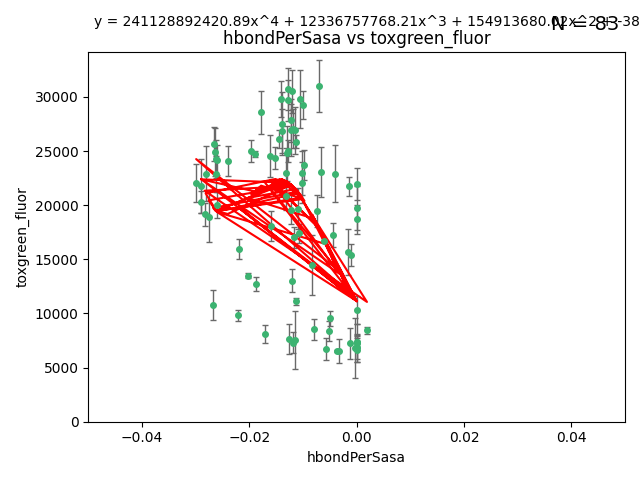 y = 241128892420.89x^4 + 12336757768.21x^3 + 154913680.
N = 83
hbondPerSasa vs toxgreen_fluor
30000
25000
20000
15000
10000
5000
0
toxgreen_fluor
−0.04
−0.02
0.00
0.02
0.04
hbondPerSasa